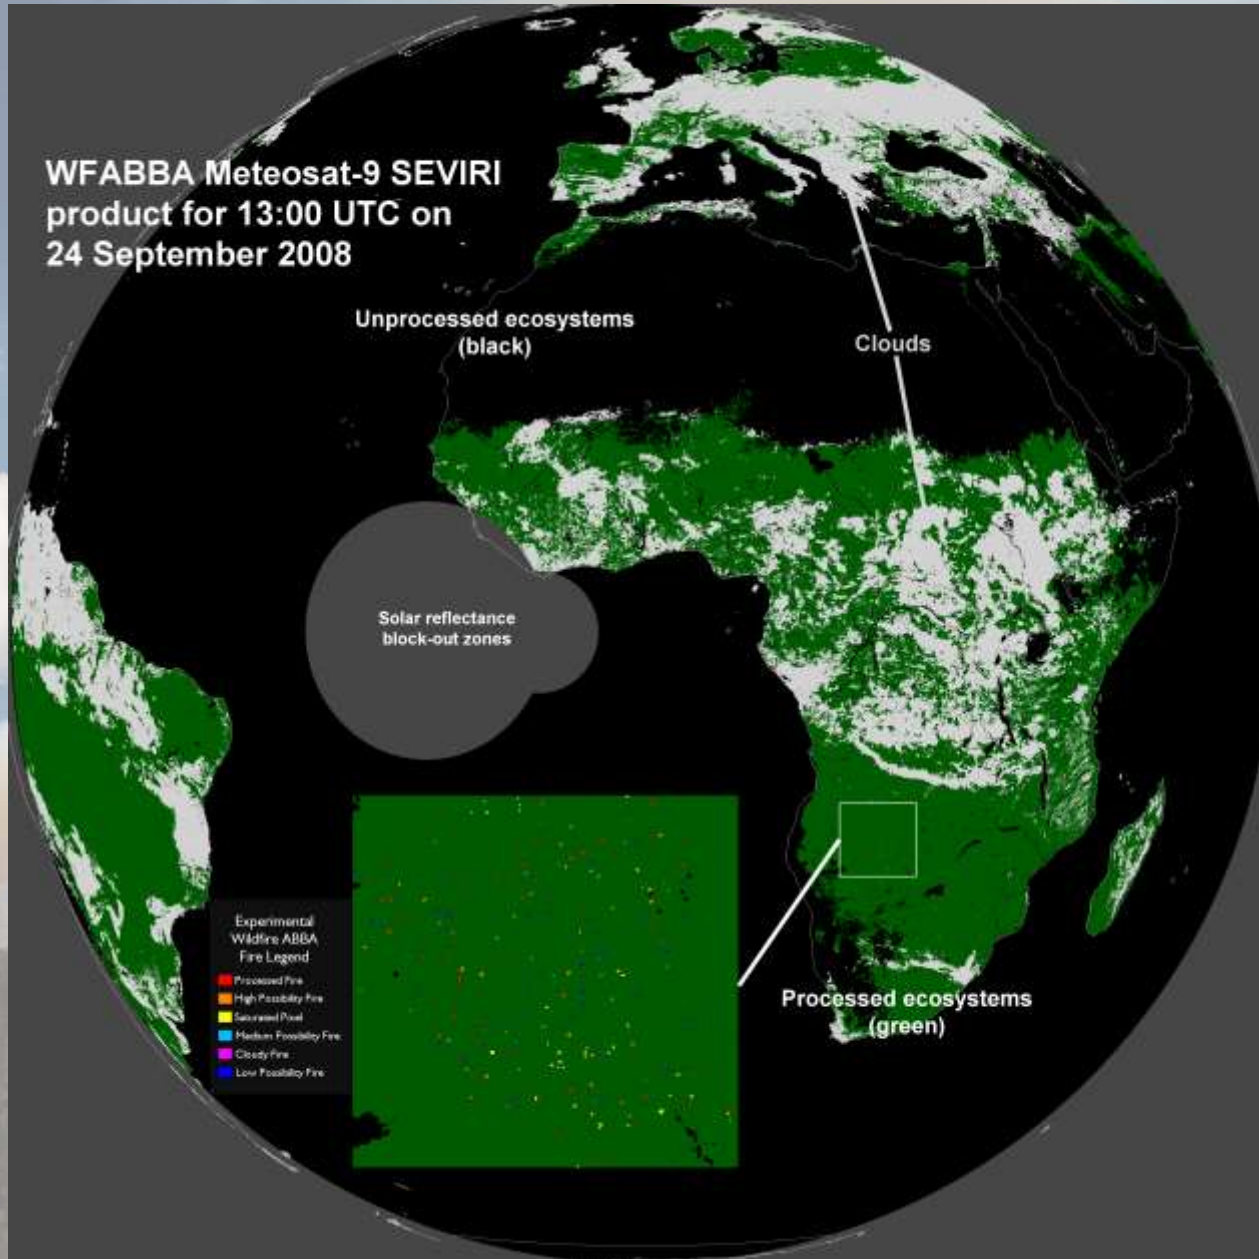 WFABBA Meteosat-9 SEVIRI
product for 13:00 UTC on
24 September 2008
Unprocessed ecosystems
(black)
Clouds
Solar reflectance
block-out zones
Experimental
Wildfire ABBA
Fire Legend
Processed Fire
High Possibility Fire
Saturated Pixel
Medium Possibility Fire
Cloudy Fire
Low Possibility Fire
Processed ecosystems
(green)